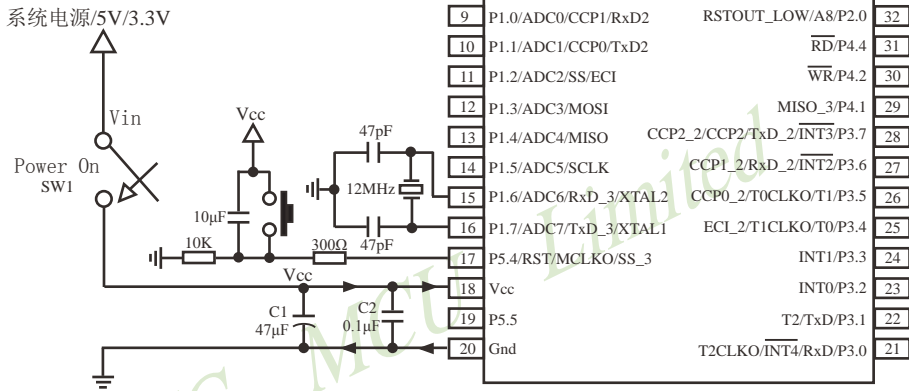 系统电源/5V/3.3V
Vin
Power On
SW1
Vcc
10μF
10K
300Ω
47pF
12MHz
47pF
Vcc
C1
47μF
C2
0.1μF
9 P1.0/ADC0/CCP1/RxD2
10 P1.1/ADC1/CCP0/TxD2
11 P1.2/ADC2/SS/ECI
12 P1.3/ADC3/MOSI
13 P1.4/ADC4/MISO
14 P1.5/ADC5/SCLK
15 P1.6/ADC6/RxD_3/XTAL2
16 P1.7/ADC7/TxD_3/XTAL1
17 P5.4/RST/MCLKO/SS_3
18 Vcc
19 P5.5
20 Gnd
RSTOUT_LOW/A8/P2.0 32
RD/P4.4 31
WR/P4.2 30
MISO_3/P4.1 29
CCP2_2/CCP2/TxD_2/INT3/P3.7 28
CCP1_2/RxD_2/INT2/P3.6 27
CCP0_2/T0CLKO/T1/P3.5 26
ECI_2/T1CLKO/T0/P3.4 25
INT1/P3.3 24
INT0/P3.2 23
T2/TxD/P3.1 22
T2CLKO/INT4/RxD/P3.0 21
MCU Limited